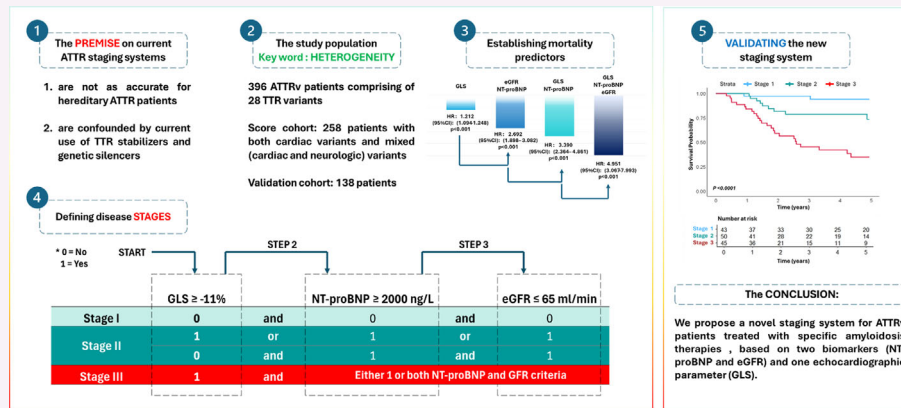 1
The PREMISE on current
ATTR staging systems
1. are not as accurate for
hereditary ATTR patients
2. are confounded by current
use of TTR stabilizers and
genetic silencers
2
The study population
Key word : HETEROGENEITY
396 ATTRv patients comprising of
28 TTR variants
Score cohort: 258 patients with
both cardiac variants and mixed
(cardiac and neurologic) variants
Validation cohort: 138 patients
3
Establishing mortality
predictors
GLS
HR: 1.212
(95%CI): (1.094-1.248)
p<0.001
eGFR
NT-proBNP
HR : 2.692
p<0.001
GLS
NT-proBNP
HR : 3.390
p<0.001
GLS
NT-proBNP
eGFR
HR: 4.951
p<0.001
4
Defining disease STAGES
* 0 = No
1 = Yes
START
STEP 2
STEP 3
GLS ≥ -11%
NT-proBNP ≥ 2000 ng/L
eGFR ≤ 65 ml/min
Stage I 0 and 0 and 0
Stage II 1 or 1 or 1
0 and 1 and 1
Stage III 1 and Either 1 or both NT-proBNP and GFR criteria
5
VALIDATING the new
staging system
Strata Stage 1 Stage 2 Stage 3
Survival Probability
1.00
0.75
0.50
0.25
0.00
P <0.0001
0 1 2 3 4 5
Time (years)
Number at risk
Stage 1 43 37 33 30 25 20
Stage 2 50 41 28 22 19 14
Stage 3 45 36 21 15 11 9
0 1 2 3 4 5
Time (years)
The CONCLUSION:
We propose a novel staging system for ATTRv
patients treated with specific amyloidosis
therapies , based on two biomarkers (NT-
proBNP and eGFR) and one echocardiographic
parameter (GLS).